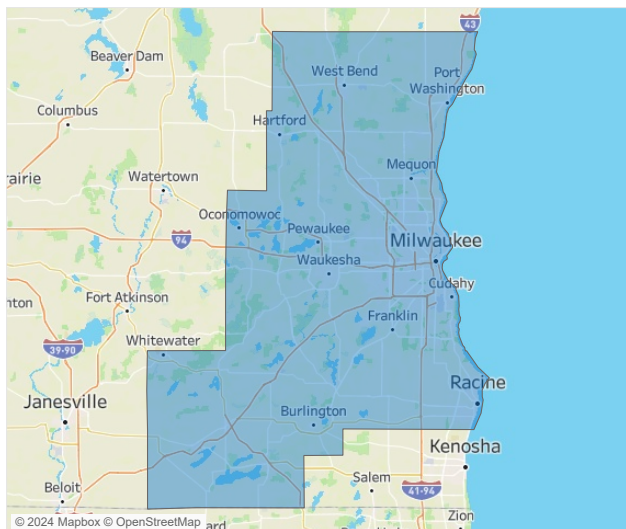 43
Beaver Dam
West Bend
Port
Washington
Columbus
Hartford
rairie
Watertown
Mequon
Oconomowoc
94
Pewaukee
Milwaukee
Waukesha
Cudahy
nton
Fort Atkinson
Franklin
39-90
Whitewater
Janesville
Racine
Burlington
Kenosha
Salem
Beloit
41-94
Zion
© 2024 Mapbox © OpenStreetMap
ard